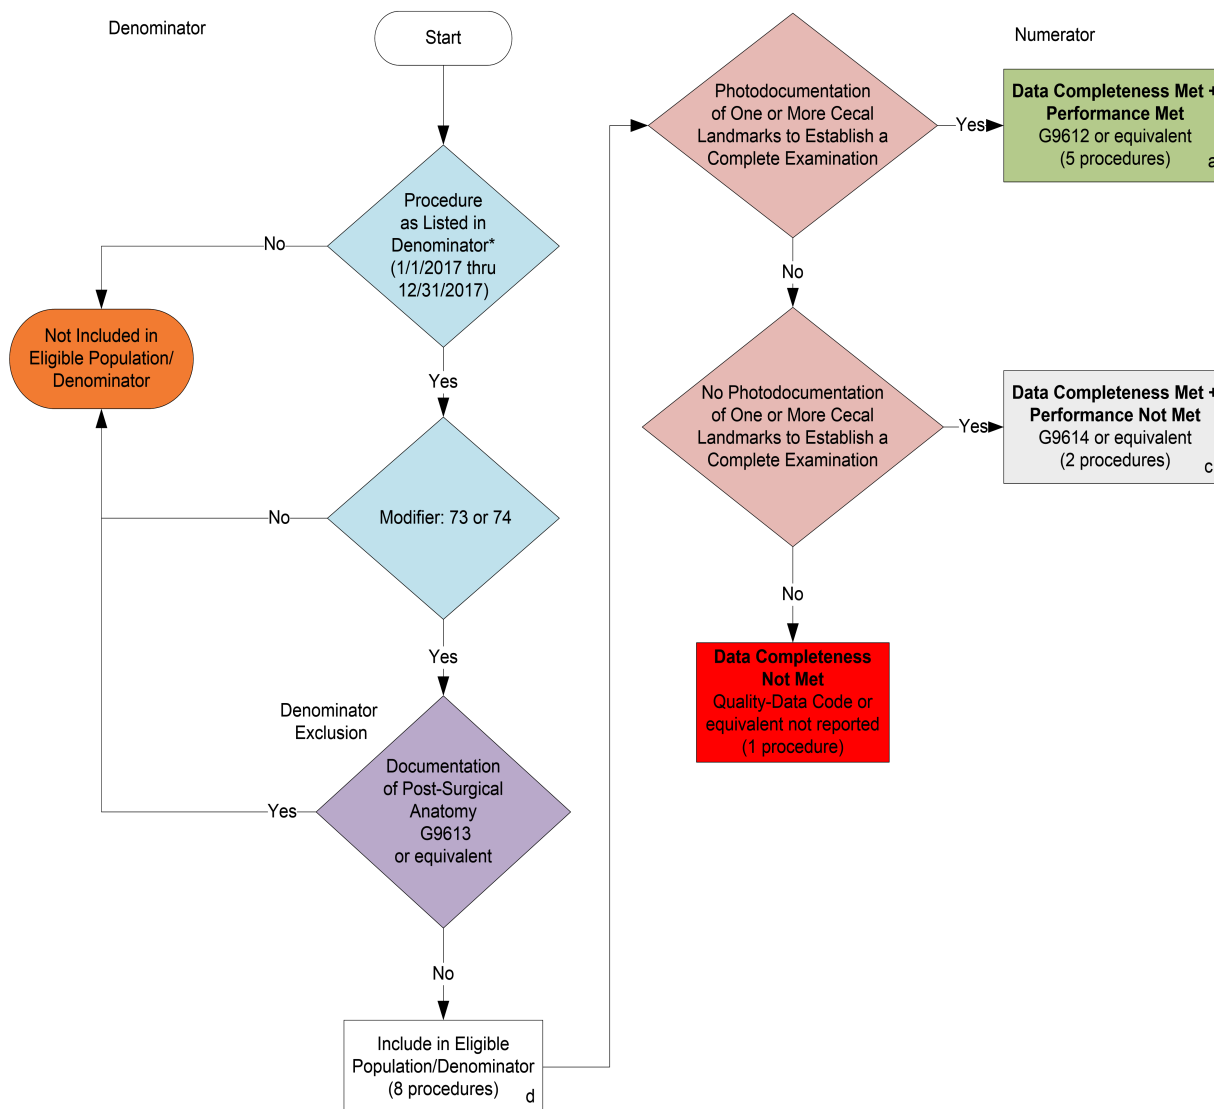 Denominator
Start
Procedure
as Listed in
Denominator*
(1/1/2017 thru
12/31/2017)
No
Not Included in
Eligible Population/
Denominator
Yes
Modifier: 73 or 74
No
Yes
Denominator
Exclusion
Documentation
of Post-Surgical
Anatomy
G9613
or equivalent
Yes
No
Include in Eligible
Population/Denominator
(8 procedures)
d
Numerator
Photodocumentation
of One or More Cecal
Landmarks to Establish a
Complete Examination
Yes
Data Completeness Met +
Performance Met
G9612 or equivalent
(5 procedures)
a
No
No Photodocumentation
of One or More Cecal
Landmarks to Establish a
Complete Examination
Yes
Data Completeness Met +
Performance Not Met
G9614 or equivalent
(2 procedures)
c
No
Data Completeness
Not Met
Quality-Data Code or
equivalent not reported
(1 procedure)